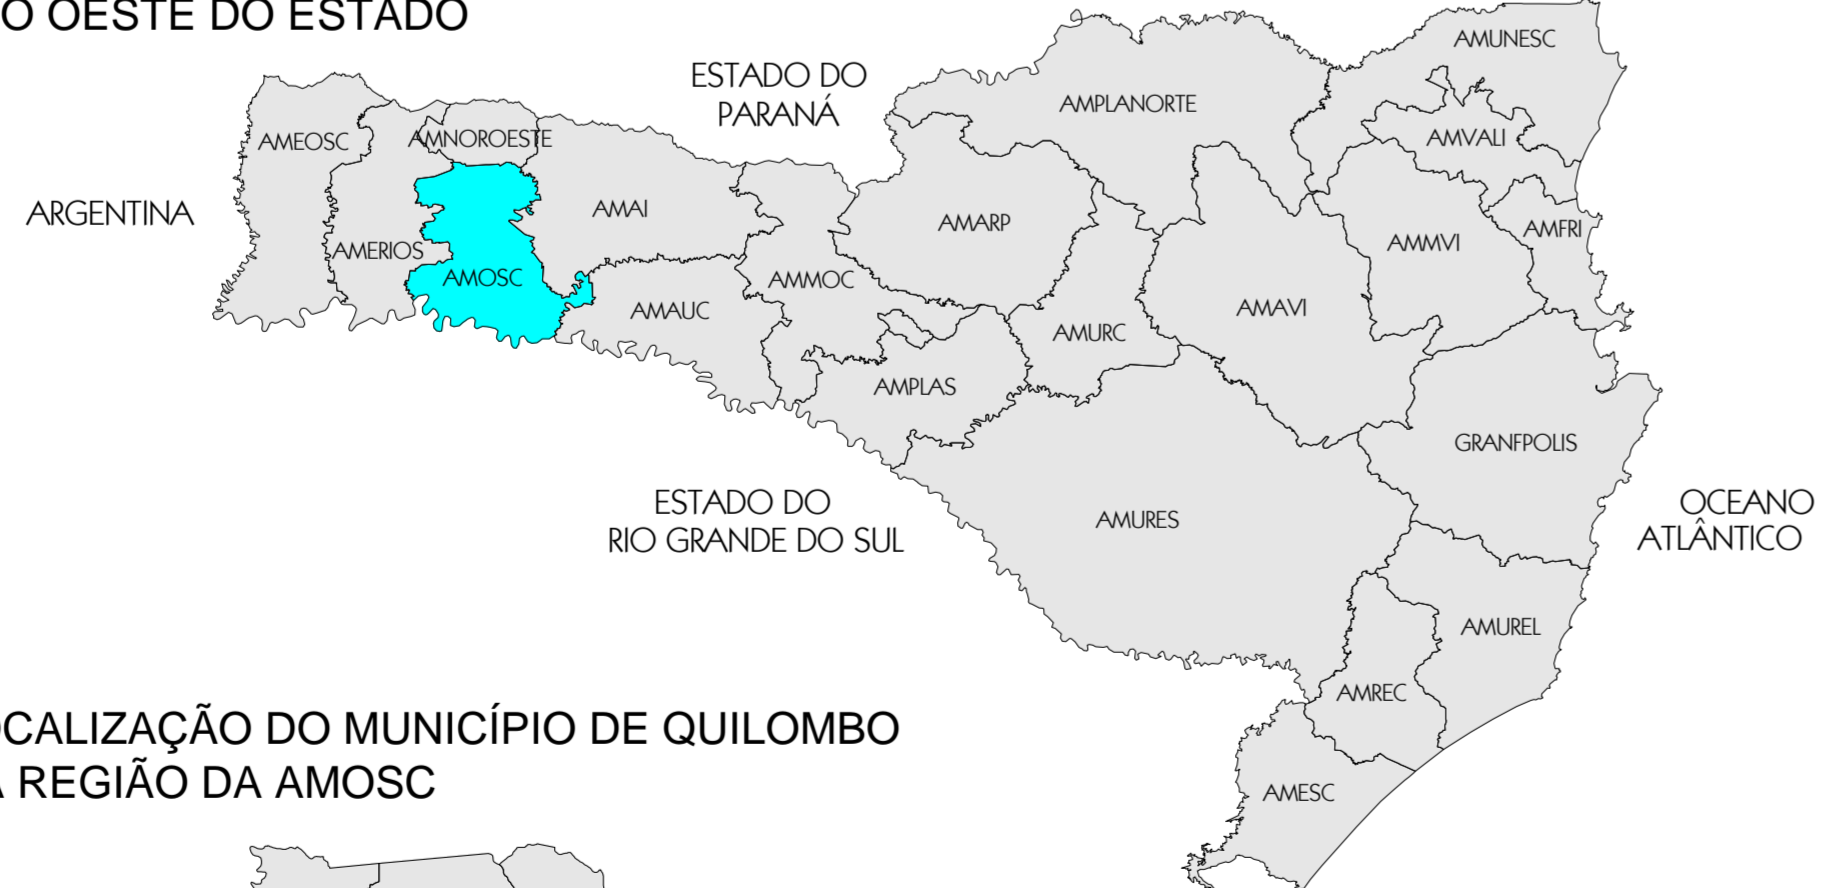 O OESTE DO ESTADO
AMUNESC
ESTADO DO
PARANÁ
AMPLANORTE
AMEOSC
AMNOROESTE
AMVALI
ARGENTINA
AMAI
AMARP
AMFRI
AMMVI
AMERIOS
AMOSC
AMMOC
AMAUC
AMAVI
AMURC
AMPLAS
GRANFPOLIS
ESTADO DO
RIO GRANDE DO SUL
AMURES
OCEANO
ATLÂNTICO
AMUREL
AMREC
OCALIZAÇÃO DO MUNICÍPIO DE QUILOMBO
A REGIÃO DA AMOSC
AMESC